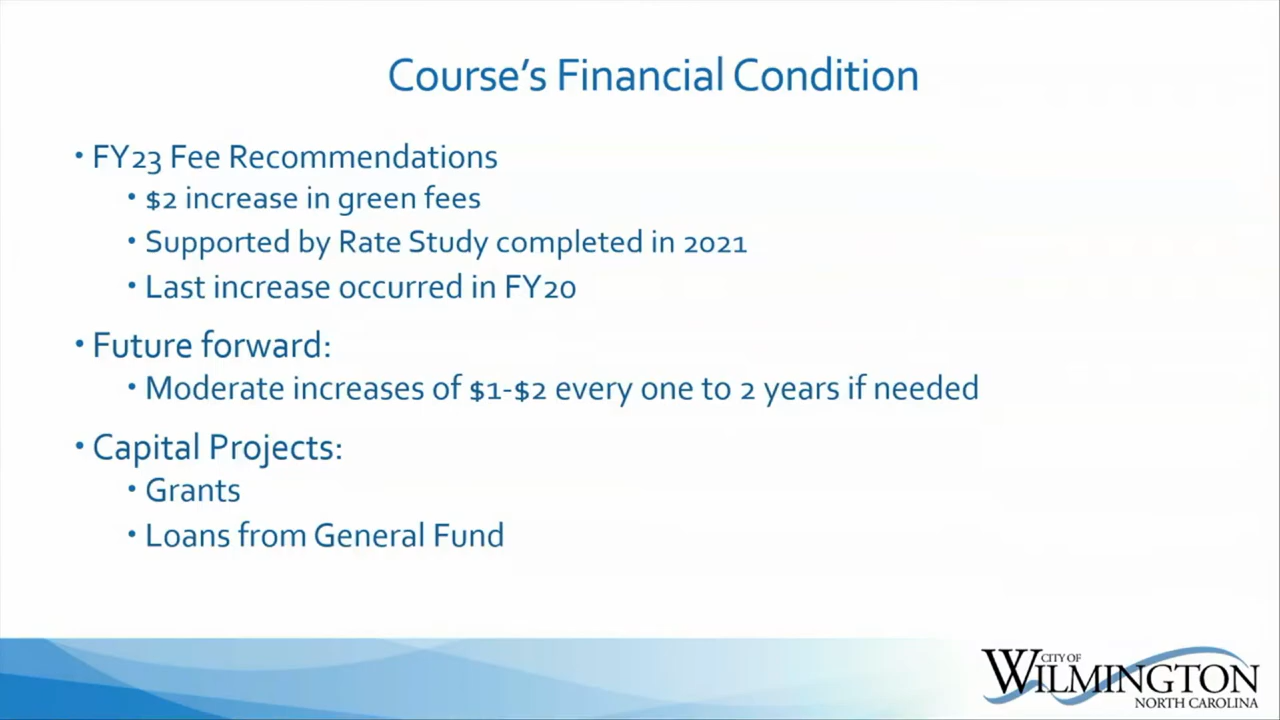 Course's Financial Condition
• FY23 Fee Recommendations
• $2 increase in green fees
• Supported by Rate Study completed in 2021
• Last increase occurred in FY20
• Future forward:
• Moderate increases of $1-$2 every one to 2 years if needed
• Capital Projects:
• Grants
• Loans from General Fund
CITY OF
WILMINGTON
NORTH CAROLINA